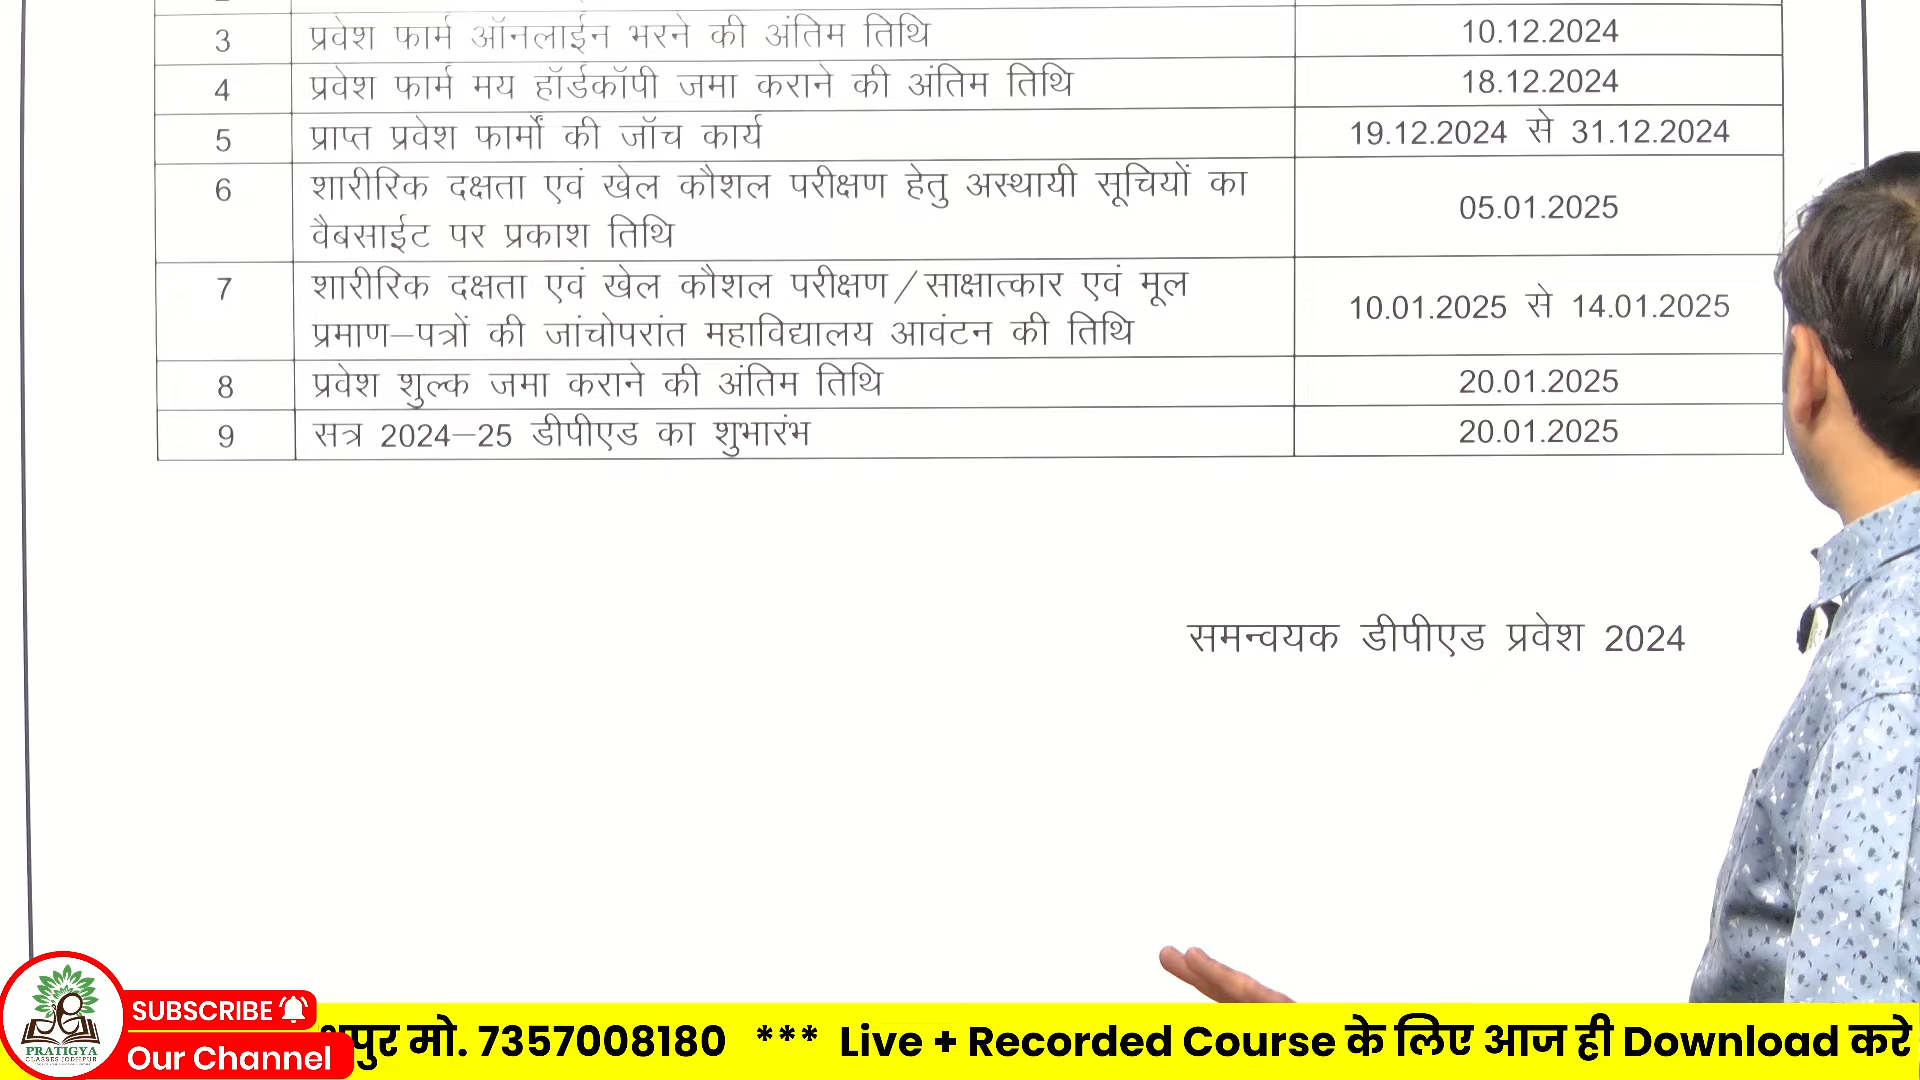 3 प्रवेश फार्म ऑनलाईन भरने की अंतिम तिथि 10.12.2024
4 प्रवेश फार्म मय हॉर्डकॉपी जमा कराने की अंतिम तिथि 18.12.2024
5 प्राप्त प्रवेश फार्मों की जॉच कार्य 19.12.2024 से 31.12.2024
6 शारीरिक दक्षता एवं खेल कौशल परीक्षण हेतु अस्थायी सूचियों का
वैबसाईट पर प्रकाश तिथि 05.01.2025
7 शारीरिक दक्षता एवं खेल कौशल परीक्षण/साक्षात्कार एवं मूल
प्रमाण–पत्रों की जांचोपरांत महाविद्यालय आवंटन की तिथि 10.01.2025 से 14.01.2025
8 प्रवेश शुल्क जमा कराने की अंतिम तिथि 20.01.2025
9 सत्र 2024–25 डीपीएड का शुभारंभ 20.01.2025
समन्वयक डीपीएड प्रवेश 2024
PRATIGYA
CLASSES JODHPUR
SUBSCRIBE
Our Channel
मो. 7357008180 *** Live + Recorded Course के लिए आज ही Download करे